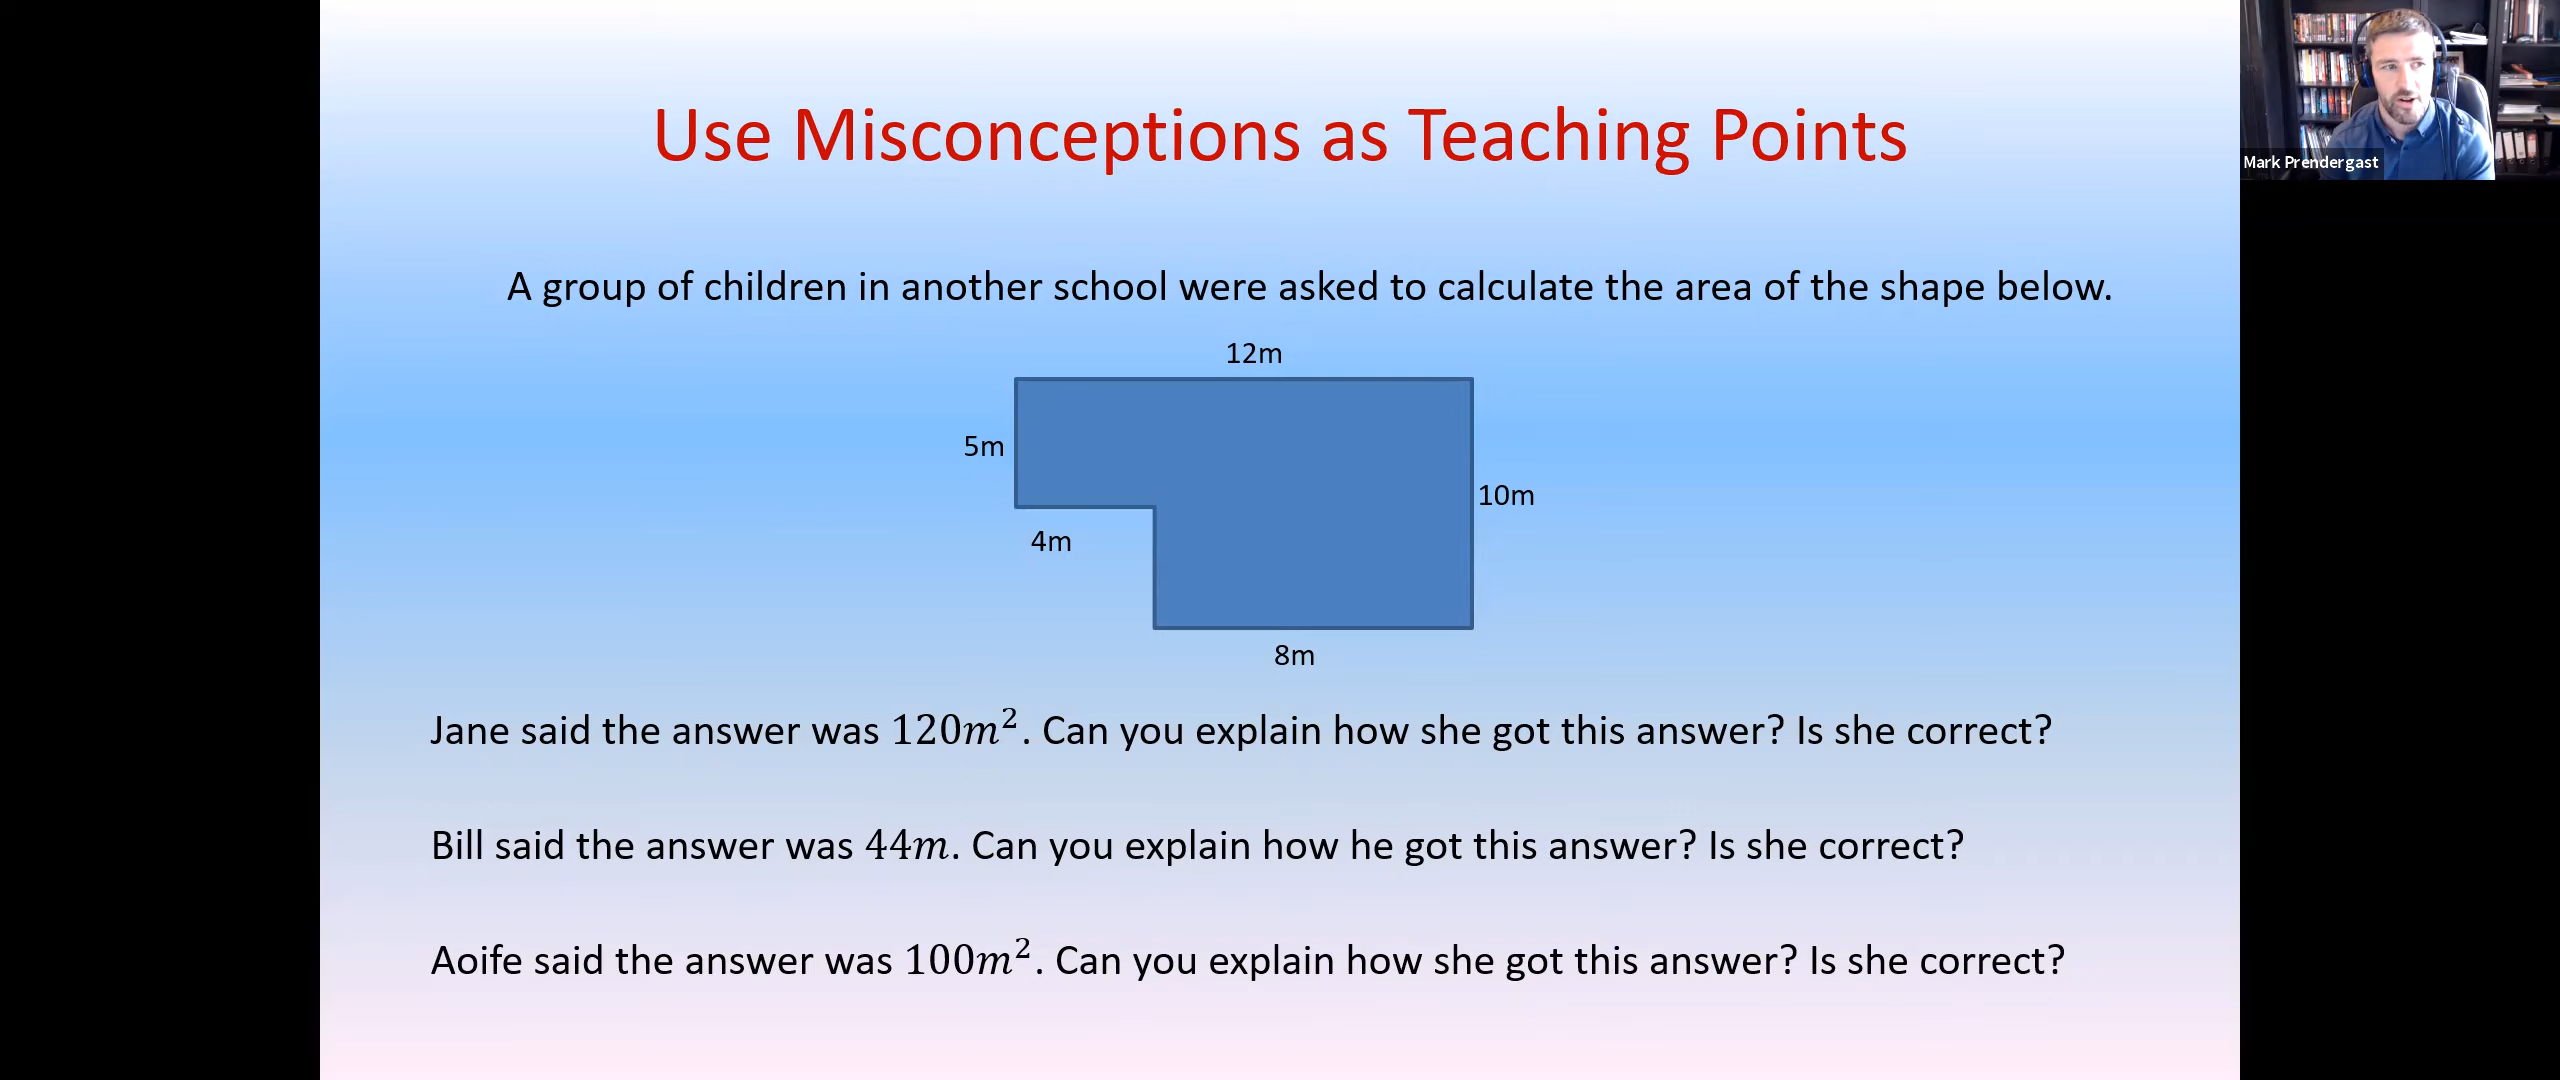 Use Misconceptions as Teaching Points
Mark Prendergast
A group of children in another school were asked to calculate the area of the shape below.
12m
5m
10m
4m
8m
Jane said the answer was 120m². Can you explain how she got this answer? Is she correct?
Bill said the answer was 44m. Can you explain how he got this answer? Is she correct?
Aoife said the answer was 100m². Can you explain how she got this answer? Is she correct?